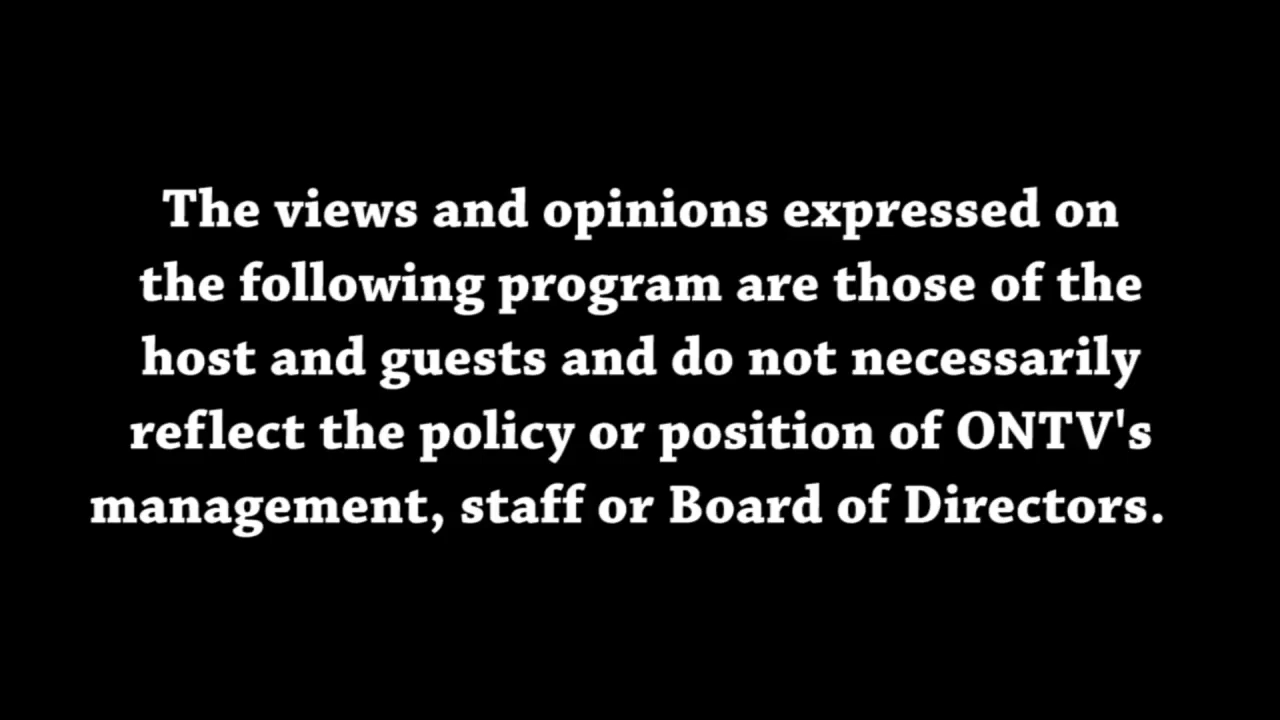 The views and opinions expressed on
the following program are those of the
host and guests and do not necessarily
reflect the policy or position of ONTV's
management, staff or Board of Directors.